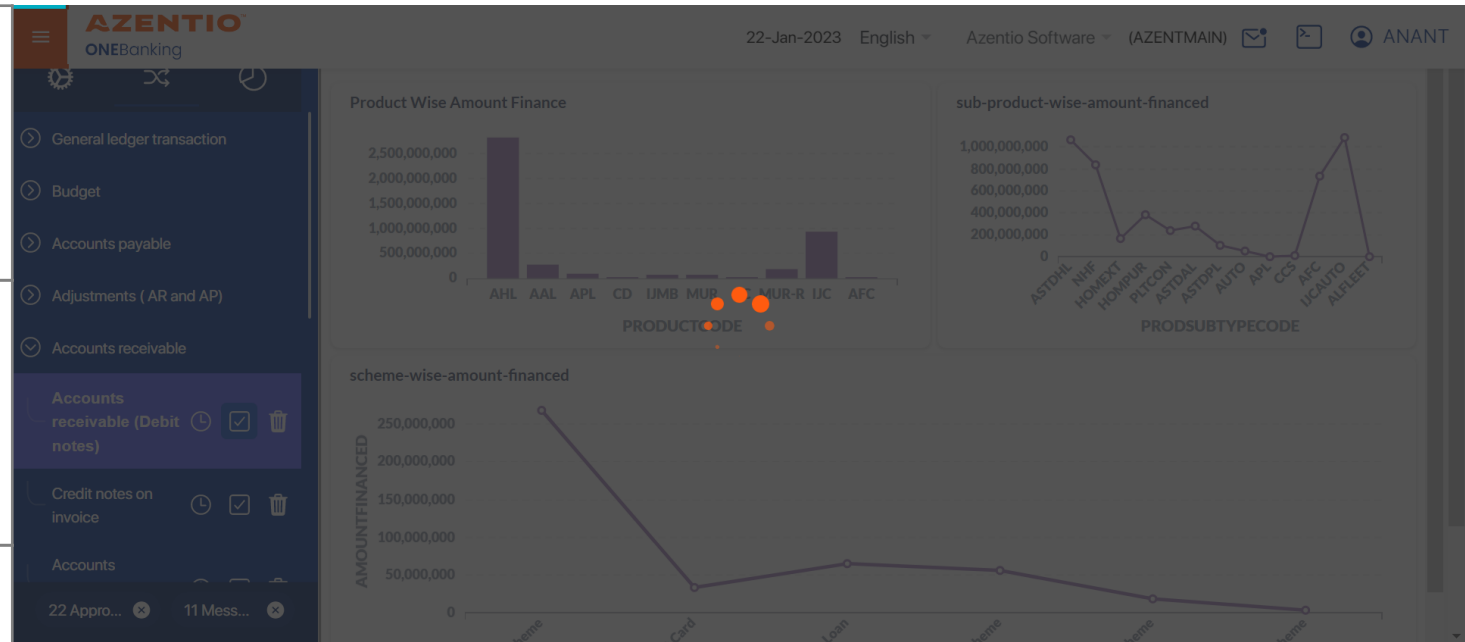 AZENTIO
ONEBanking
22-Jan-2023 English Azentio Software (AZENTMAIN) ANANT
General ledger transaction
Budget
Accounts payable
Adjustments ( AR and AP)
Accounts receivable
Accounts
receivable (Debit
notes)
Credit notes on
invoice
Accounts
22 Appro... 11 Mess...
Product Wise Amount Finance
2,500,000,000
2,000,000,000
1,500,000,000
1,000,000,000
500,000,000
0
AHL AAL APL CD IJMB MUR MUR-R IJC AFC
PRODUCTCODE
sub-product-wise-amount-financed
1,000,000,000
800,000,000
600,000,000
400,000,000
200,000,000
0
ASTDHL NHF HOMEXT HOMPUR PLTCON ASTDAL ASTDPL AUTO APL CCS AFC IJCAUTO ALFLEET
PRODSUBTYPECODE
scheme-wise-amount-financed
AMOUNTFINANCED
250,000,000
200,000,000
150,000,000
100,000,000
50,000,000
0
heme Card Loan heme heme heme